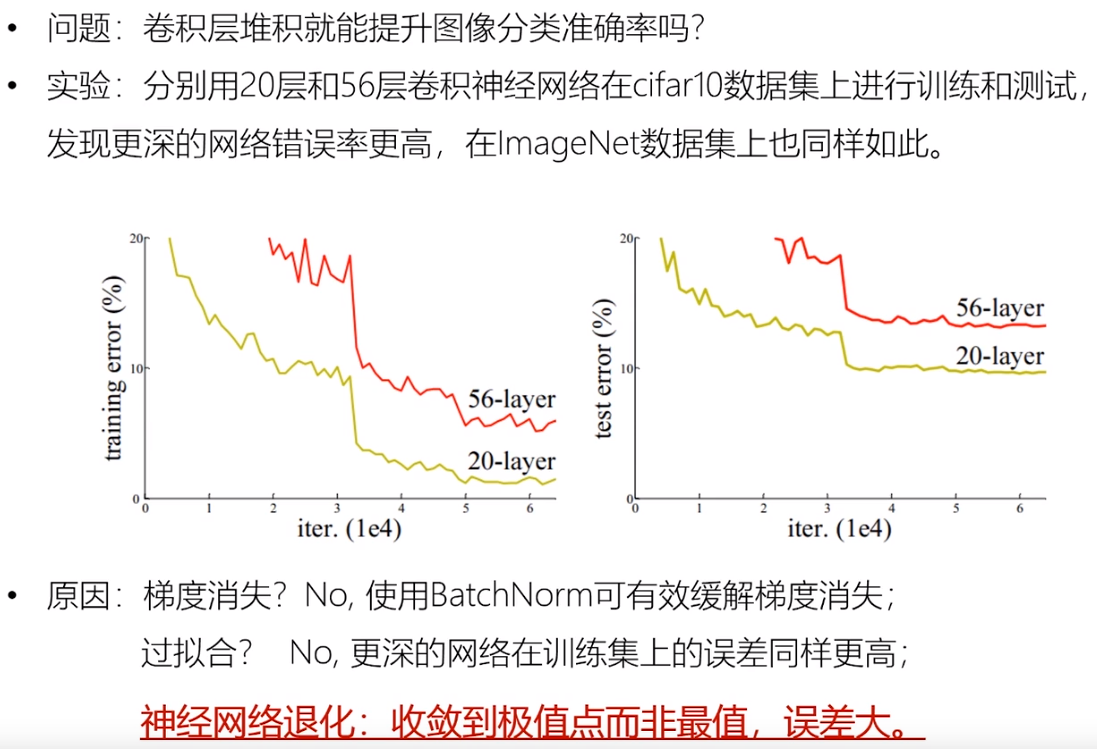 • 问题：卷积层堆积就能提升图像分类准确率吗？
• 实验：分别用20层和56层卷积神经网络在cifar10数据集上进行训练和测试，
发现更深的网络错误率更高，在ImageNet数据集上也同样如此。
20
10
0
training error (%)
56-layer
20-layer
0 1 2 3 4 5 6
iter. (1e4)
20
10
0
test error (%)
56-layer
20-layer
0 1 2 3 4 5 6
iter. (1e4)
• 原因：梯度消失？No, 使用BatchNorm可有效缓解梯度消失；
过拟合？ No, 更深的网络在训练集上的误差同样更高；
神经网络退化：收敛到极值点而非最值，误差大。